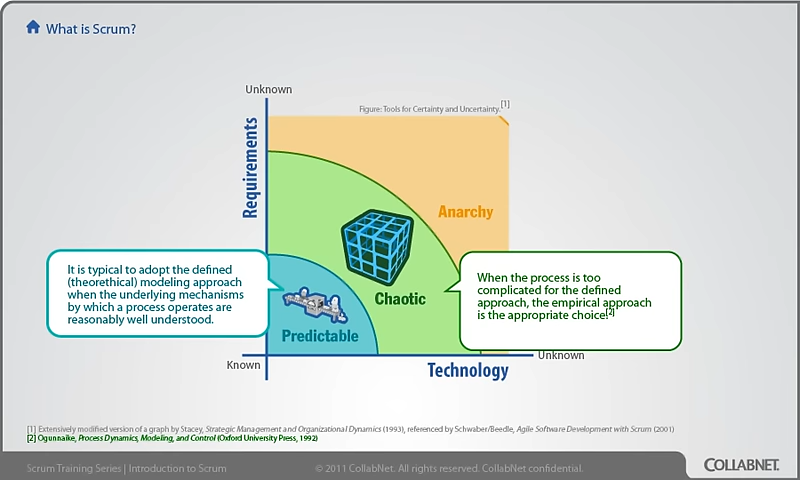 What is Scrum?
Unknown
Figure: Tools for Certainty and Uncertainty.[1]
Requirements
Anarchy
It is typical to adopt the defined
(theorethical) modeling approach
when the underlying mechanisms
by which a process operates are
reasonably well understood.
When the process is too
complicated for the defined
approach, the empirical approach
is the appropriate choice.[2]
Chaotic
Predictable
Known
Unknown
Technology
[1] Extensively modified version of a graph by Stacey, Strategic Management and Organizational Dynamics (1993), referenced by Schwaber/Beedle, Agile Software Development with Scrum (2001)
[2] Ogunnaike, Process Dynamics, Modeling, and Control (Oxford University Press, 1992)
Scrum Training Series | Introduction to Scrum
© 2011 CollabNet. All rights reserved. CollabNet confidential.
COLLABNET.